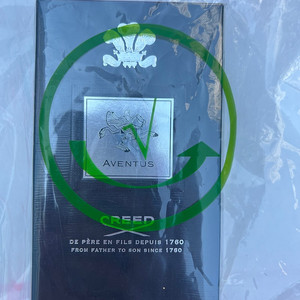 AVENTUS
CREED
DE PÈRE EN FILS DEPUIS 1760
FROM FATHER TO SON SINCE 1760